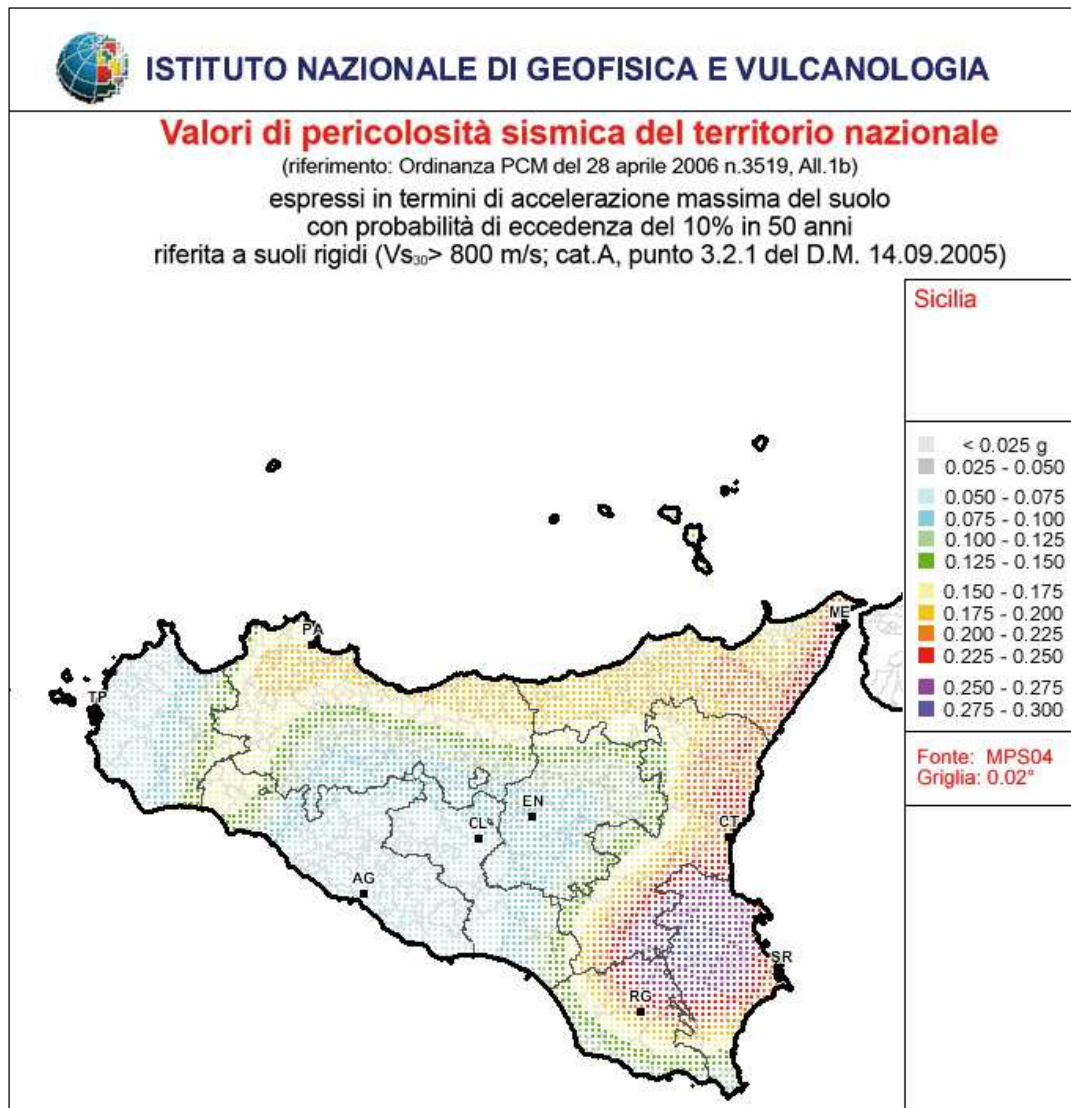 ISTITUTO NAZIONALE DI GEOFISICA E VULCANOLOGIA
Valori di pericolosità sismica del territorio nazionale
(riferimento: Ordinanza PCM del 28 aprile 2006 n.3519, All.1b)
espressi in termini di accelerazione massima del suolo
con probabilità di eccedenza del 10% in 50 anni
riferita a suoli rigidi (Vs30> 800 m/s; cat.A, punto 3.2.1 del D.M. 14.09.2005)
Sicilia
< 0.025 g
0.025 - 0.050
0.050 - 0.075
0.075 - 0.100
0.100 - 0.125
0.125 - 0.150
0.150 - 0.175
0.175 - 0.200
0.200 - 0.225
0.225 - 0.250
0.250 - 0.275
0.275 - 0.300
Fonte: MPS04
Griglia: 0.02°
ME
PA
TP
EN
CL
CT
AG
SR
RG